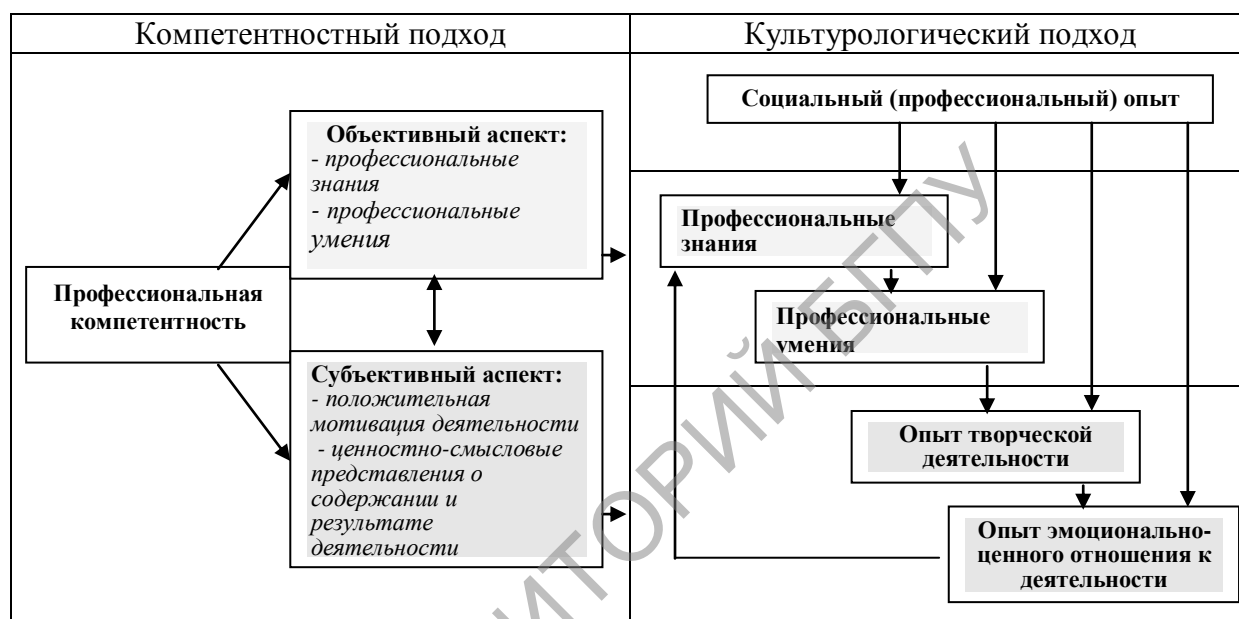 Компетентностный подход
Культурологический подход
Объективный аспект:
- профессиональные
знания
- профессиональные
умения
Профессиональная
компетентность
Субъективный аспект:
- положительная
мотивация деятельности
- ценностно-смысловые
представления о
содержании и
результате
деятельности
Социальный (профессиональный) опыт
Профессиональные
знания
Профессиональные
умения
Опыт творческой
деятельности
Опыт эмоционально-
ценного отношения к
деятельности
ИТОРИЙ БГПУ